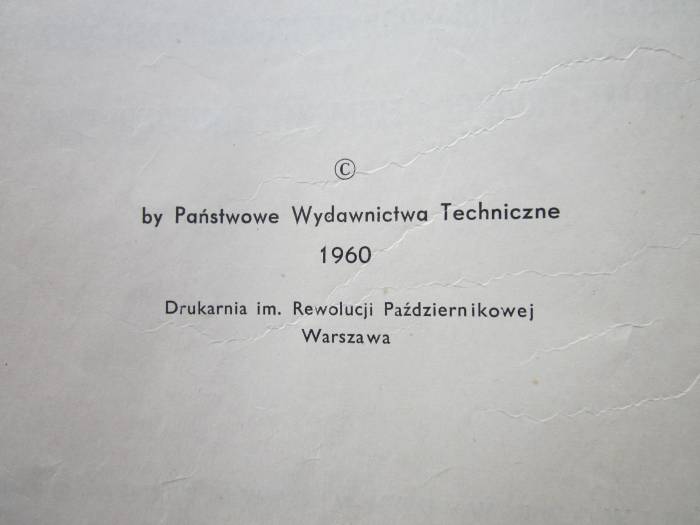 ©
by Państwowe Wydawnictwa Techniczne
1960
Drukarnia im. Rewolucji Październikowej
Warszawa